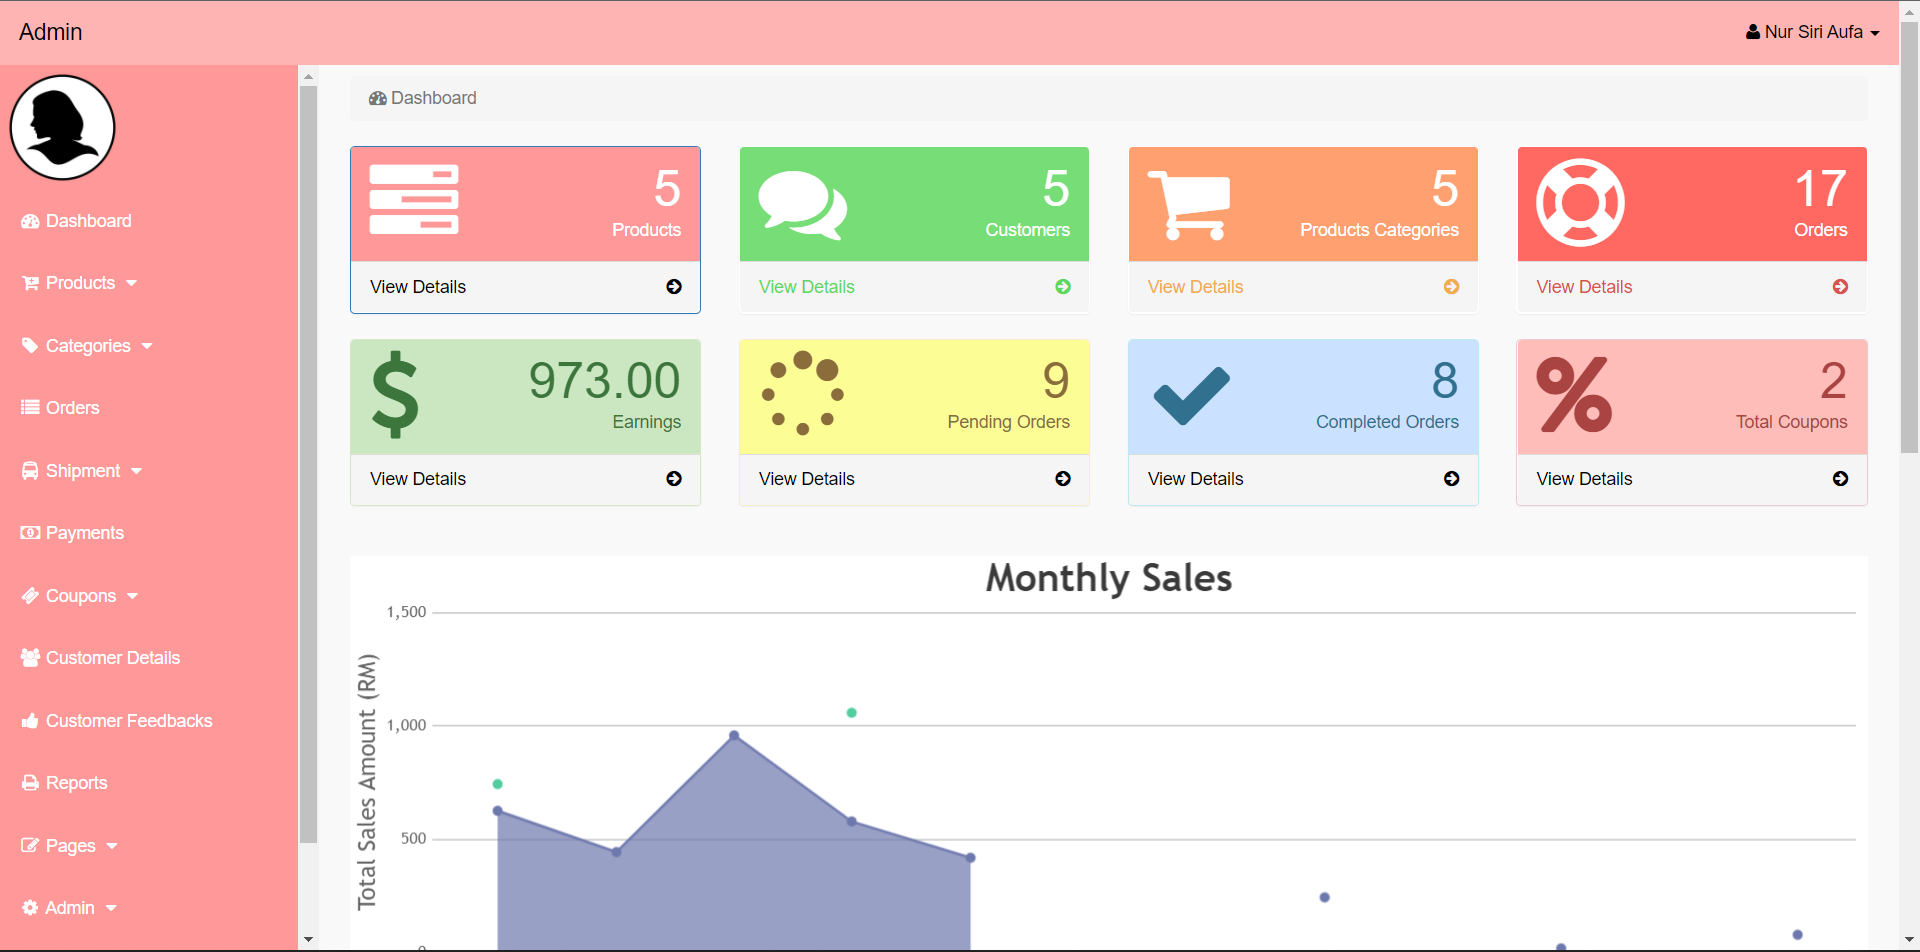 Admin
Nur Siri Aufa
Dashboard
Products
Categories
Orders
Shipment
Payments
Coupons
Customer Details
Customer Feedbacks
Reports
Pages
Admin
Dashboard
5
Products
View Details
5
Customers
View Details
5
Products Categories
View Details
17
Orders
View Details
973.00
Earnings
View Details
9
Pending Orders
View Details
8
Completed Orders
View Details
2
Total Coupons
View Details
Monthly Sales
Total Sales Amount (RM)
1,500
1,000
500
0